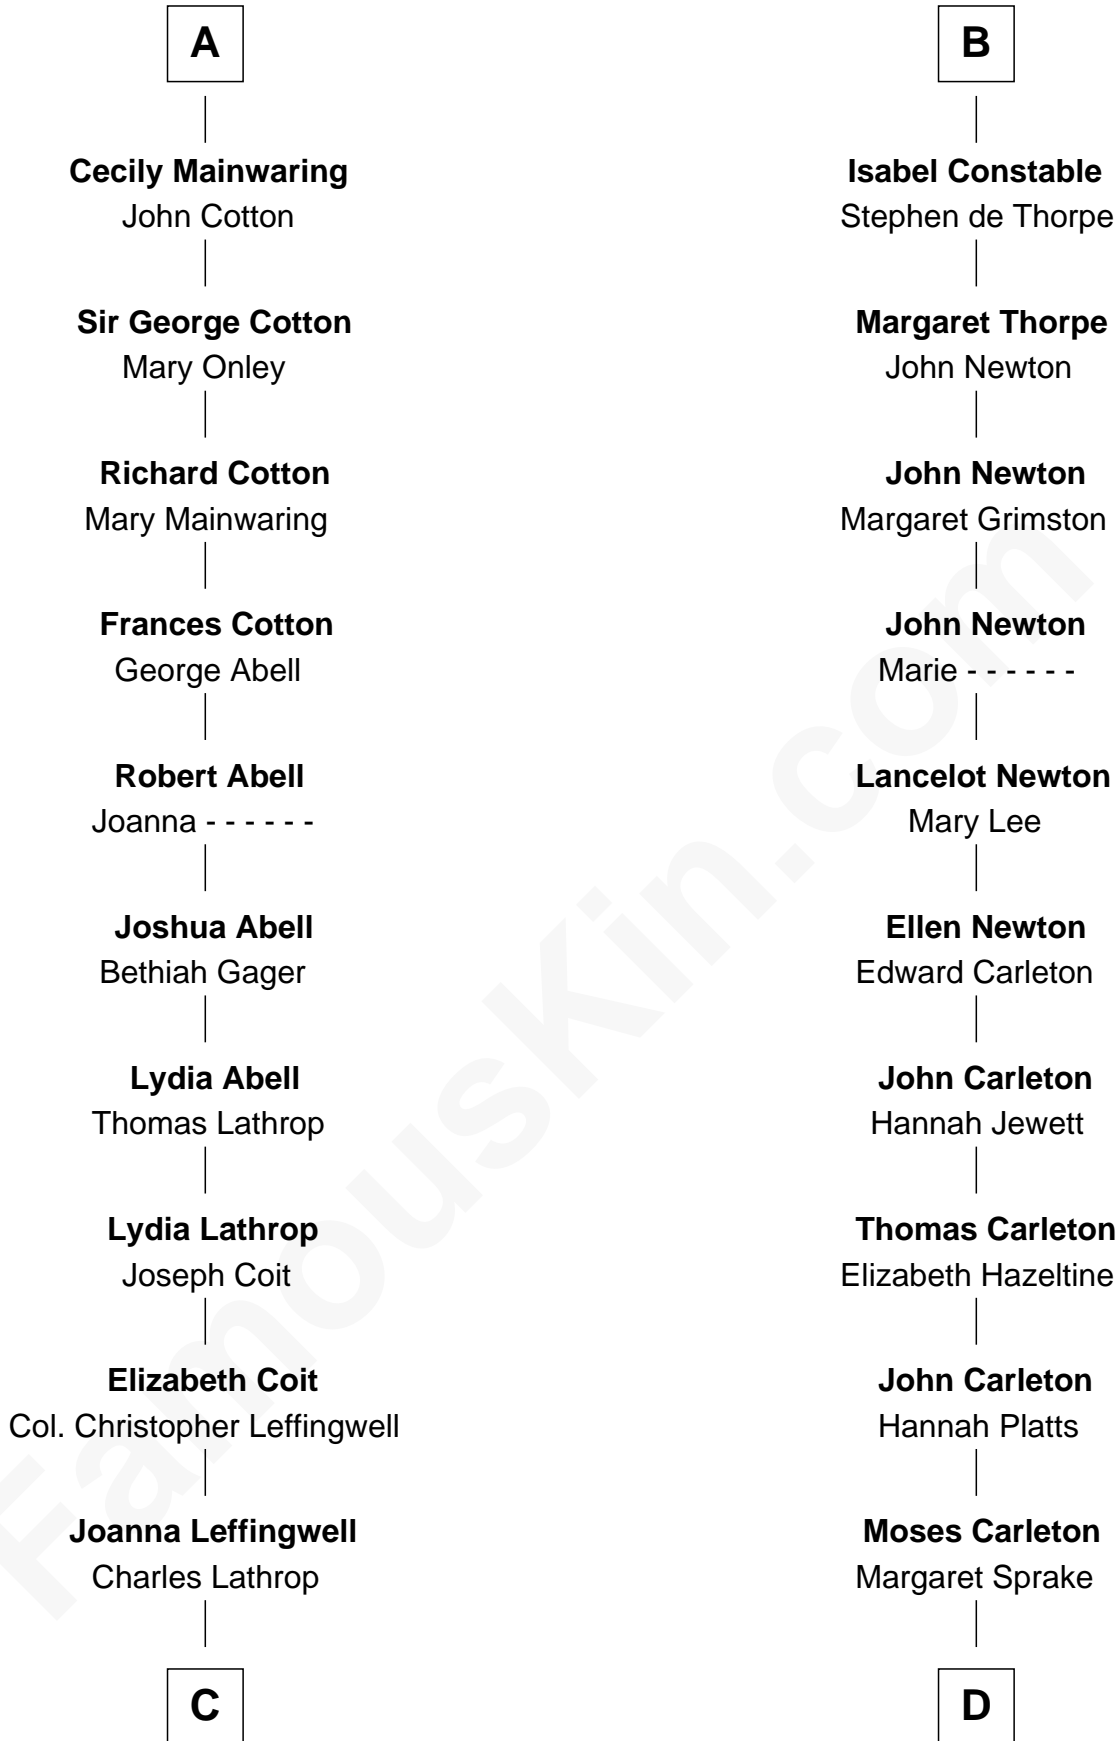 A
Cecily Mainwaring
John Cotton
Sir George Cotton
Mary Onley
Richard Cotton
Mary Mainwaring
Frances Cotton
George Abell
Robert Abell
Joanna - - - - - -
Joshua Abell
Bethiah Gager
Lydia Abell
Thomas Lathrop
Lydia Lathrop
Joseph Coit
Elizabeth Coit
Col. Christopher Leffingwell
Joanna Leffingwell
Charles Lathrop
C
B
Isabel Constable
Stephen de Thorpe
Margaret Thorpe
John Newton
John Newton
Margaret Grimston
John Newton
Marie - - - - - -
Lancelot Newton
Mary Lee
Ellen Newton
Edward Carleton
John Carleton
Hannah Jewett
Thomas Carleton
Elizabeth Hazeltine
John Carleton
Hannah Platts
Moses Carleton
Margaret Sprake
D
FamousKin.com